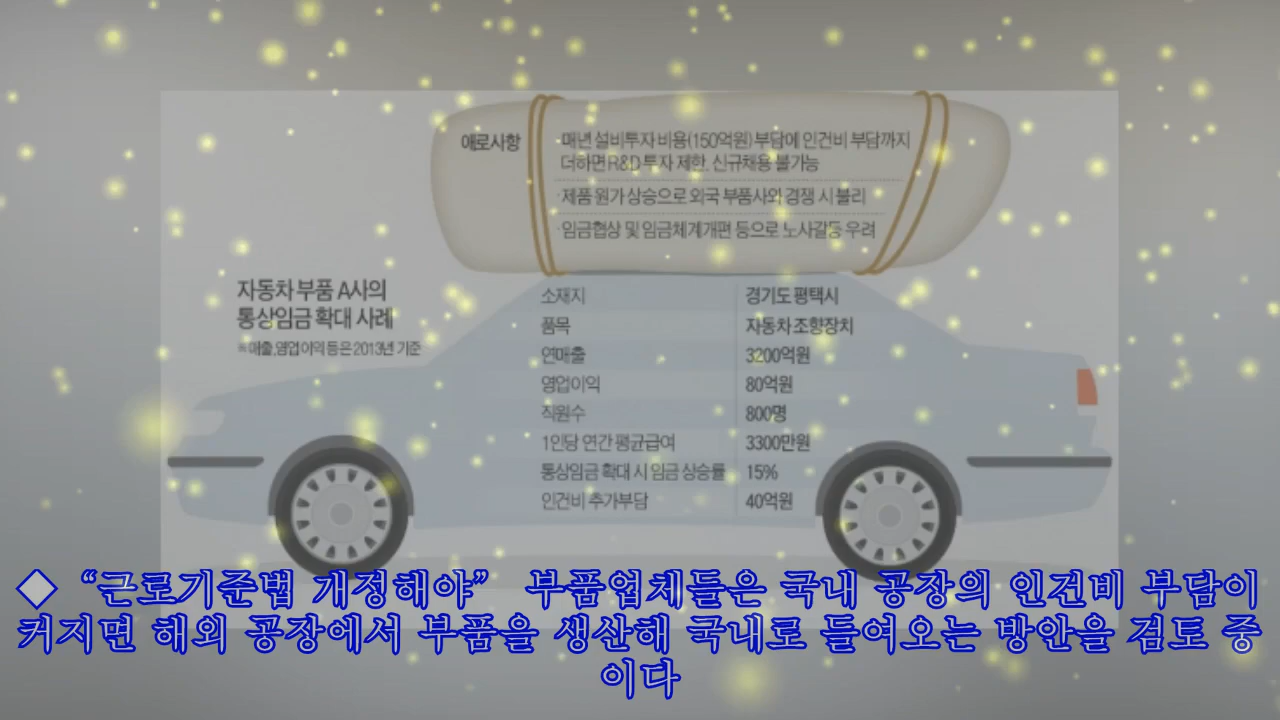 애로사항
·매년 설비투자 비용(150억원) 부담에 인건비 부담까지
더하면 R&D 투자 제한, 신규채용 불가능
·제품 원가 상승으로 외국 부품사와 경쟁 시 불리
·임금협상 및 임금체계개편 등으로 노사갈등 우려
자동차 부품 A사의
통상임금 확대 사례
※매출,영업이익 등은 2013년 기준
소재지 경기도 평택시
품목 자동차 조향장치
연매출 3200억원
영업이익 80억원
직원수 800명
1인당 연간 평균급여 3300만원
통상임금 확대 시 임금 상승률 15%
인건비 추가부담 40억원
◆“근로기준법 개정해야” 부품업체들은 국내 공장의 인건비 부담이
커지면 해외 공장에서 부품을 생산해 국내로 들여오는 방안을 검토 중
이다